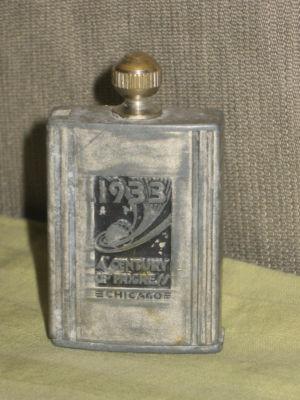 1933
A CENTURY
OF PROGRESS
CHICAGO